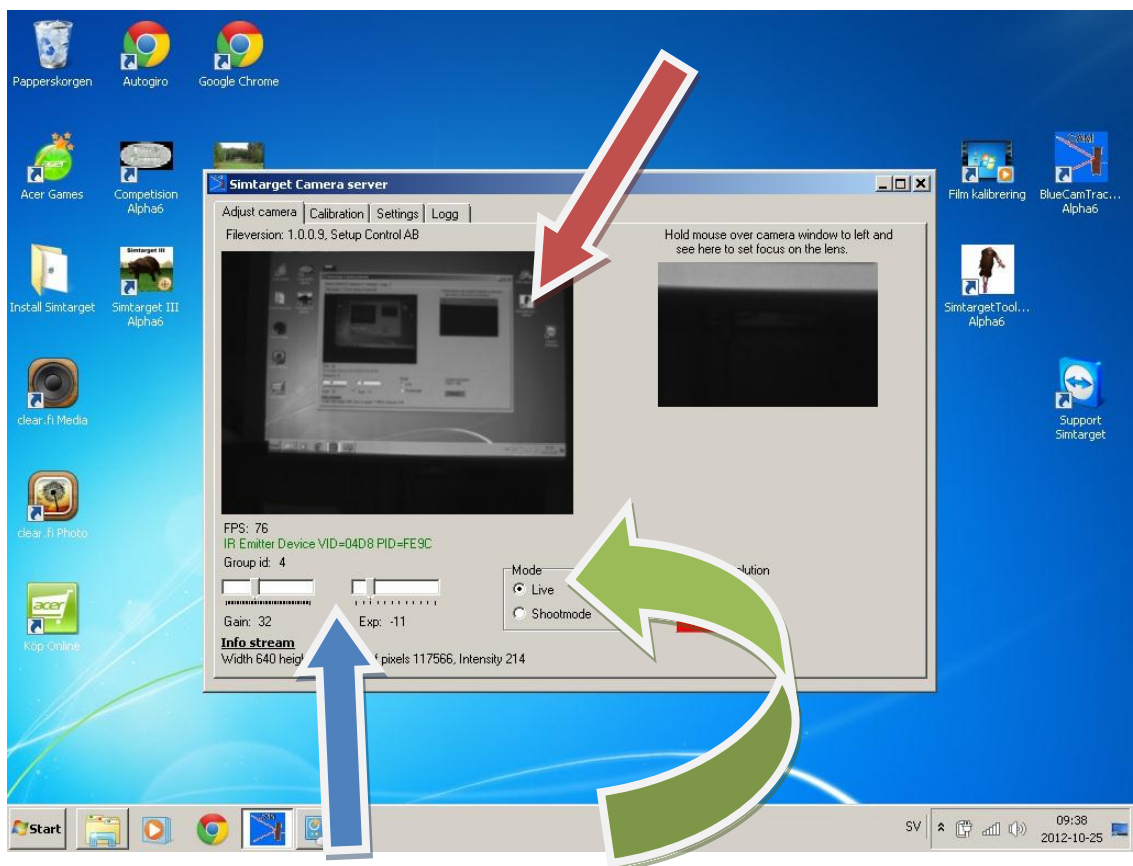 Papperskorgen
Autogiro
Google Chrome
Acer Games
Competision
Alpha6
Install Simtarget
Simtarget III
Simtarget III
Alpha6
clear.fi Media
clear.fi Photo
acer
Köp Online
Film kalibrering
CAM
BlueCamTrac...
Alpha6
SimtargetTool...
Alpha6
Support
Simtarget
Simtarget Camera server
Adjust camera
Calibration
Settings
Logg
Fileversion: 1.0.0.9, Setup Control AB
Hold mouse over camera window to left and
see here to set focus on the lens.
FPS: 76
IR Emitter Device VID=04D8 PID=FE9C
Group id: 4
Gain: 32
Exp: -11
Mode
Live
Shootmode
Info stream
Width 640 pixels 117566, Intensity 214
Start
SV
09:38
2012-10-25